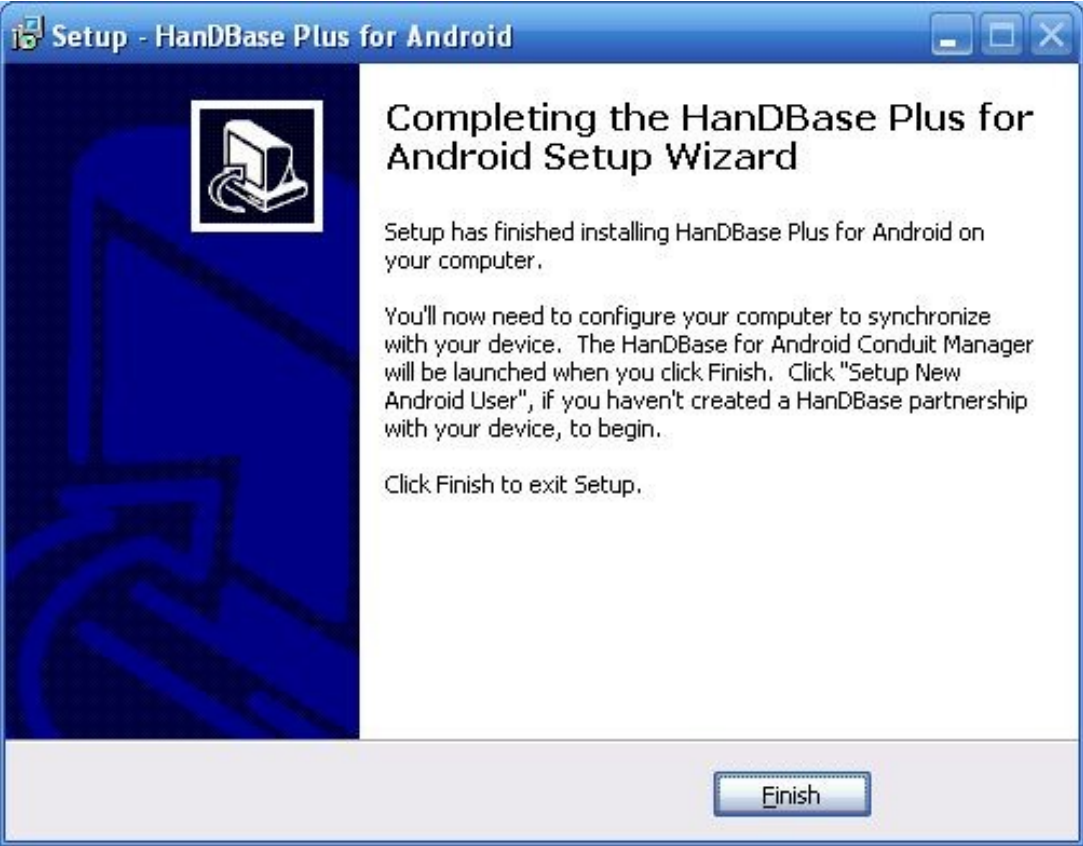 Setup - HanDBase Plus for Android
Completing the HanDBase Plus for
Android Setup Wizard
Setup has finished installing HanDBase Plus for Android on
your computer.
You'll now need to configure your computer to synchronize
with your device.  The HanDBase for Android Conduit Manager
will be launched when you click Finish.  Click "Setup New
Android User", if you haven't created a HanDBase partnership
with your device, to begin.
Click Finish to exit Setup.
Finish